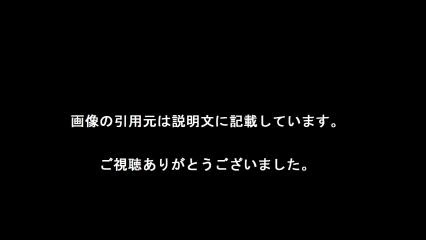 画像の引用元は説明文に記載しています。
ご視聴ありがとうございました。